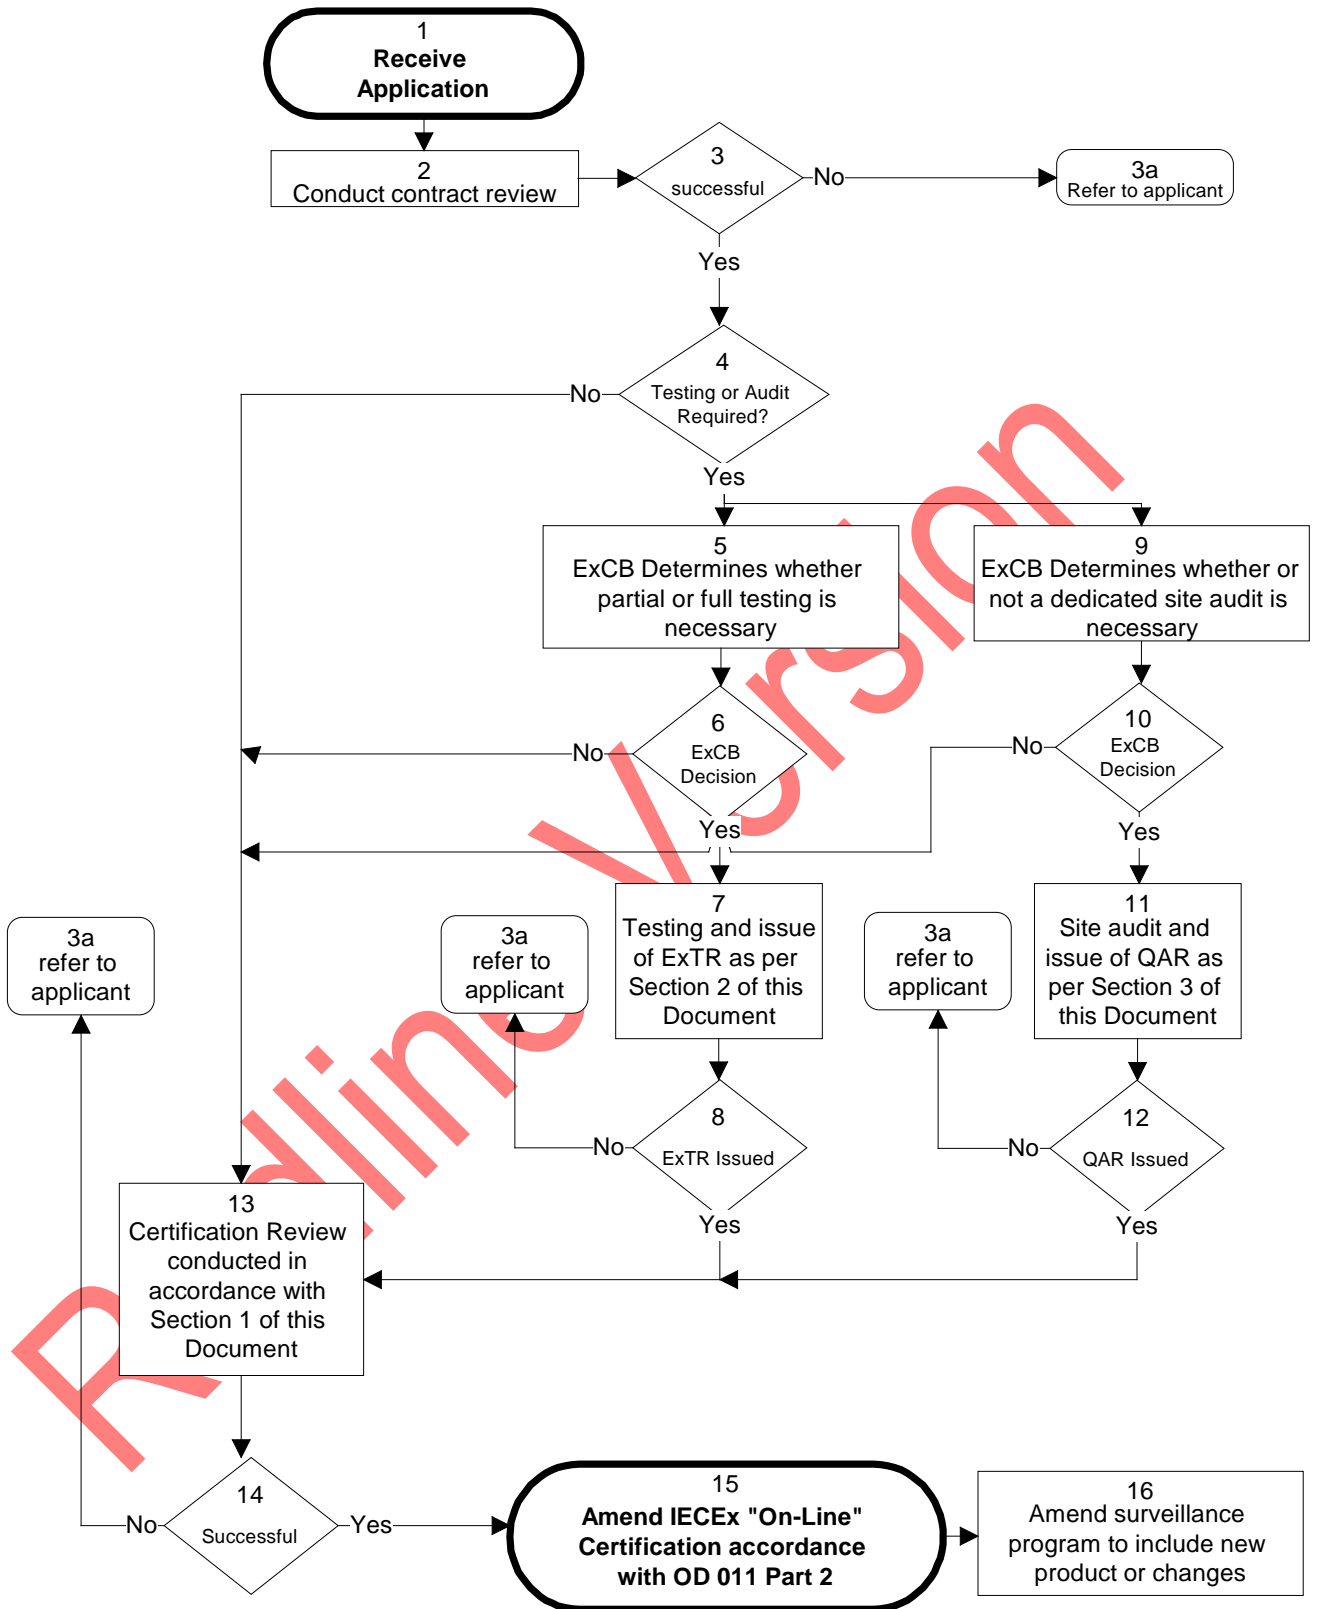 1
Receive
Application
2
Conduct contract review
3
successful
No
3a
Refer to applicant
Yes
4
Testing or Audit
Required?
No
Yes
5
ExCB Determines whether
partial or full testing is
necessary
9
ExCB Determines whether or
not a dedicated site audit is
necessary
6
ExCB
Decision
No
Yes
10
ExCB
Decision
No
Yes
7
Testing and issue
of ExTR as per
Section 2 of this
Document
11
Site audit and
issue of QAR as
per Section 3 of
this Document
3a
refer to
applicant
3a
refer to
applicant
3a
refer to
applicant
8
ExTR Issued
No
Yes
12
QAR Issued
No
Yes
13
Certification Review
conducted in
accordance with
Section 1 of this
Document
14
Successful
No
Yes
15
Amend IECEx "On-Line"
Certification accordance
with OD 011 Part 2
16
Amend surveillance
program to include new
product or changes
Redline Version